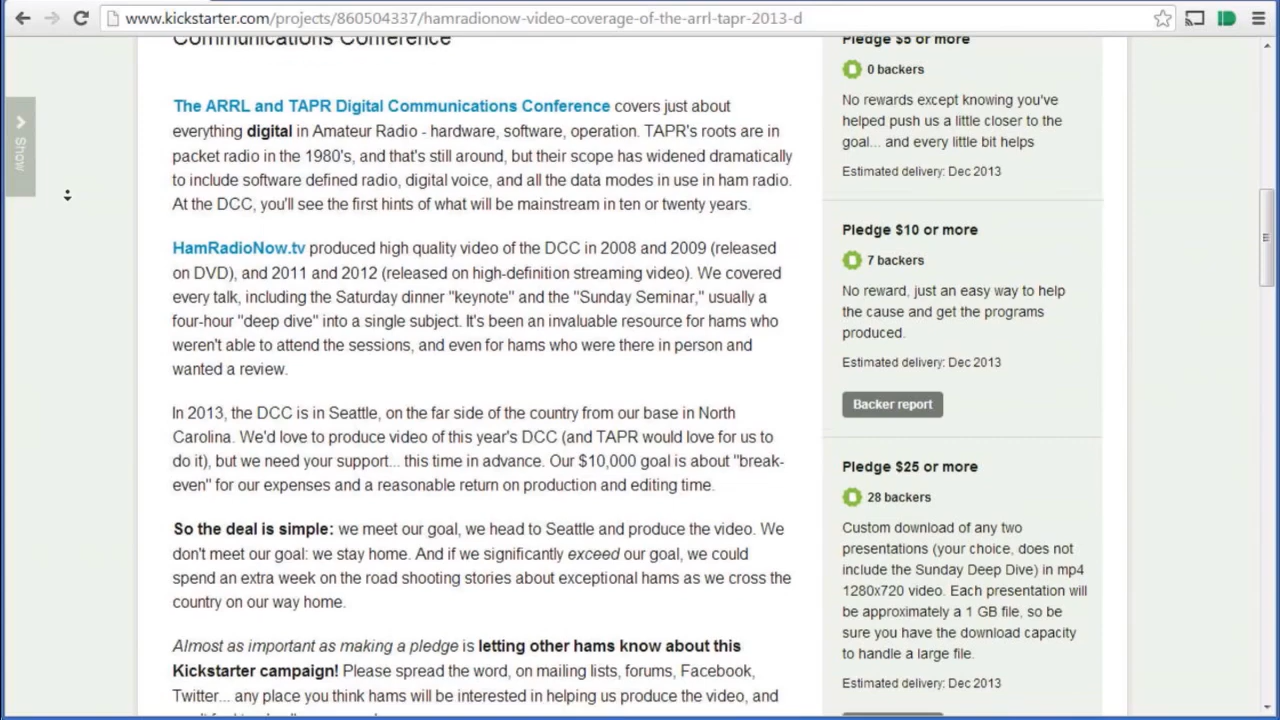 www.kickstarter.com/projects/860504337/hamradionow-video-coverage-of-the-arrl-tapr-2013-d
Show
Communications Conference
The ARRL and TAPR Digital Communications Conference covers just about
everything digital in Amateur Radio - hardware, software, operation. TAPR's roots are in
packet radio in the 1980's, and that's still around, but their scope has widened dramatically
to include software defined radio, digital voice, and all the data modes in use in ham radio.
At the DCC, you'll see the first hints of what will be mainstream in ten or twenty years.
HamRadioNow.tv produced high quality video of the DCC in 2008 and 2009 (released
on DVD), and 2011 and 2012 (released on high-definition streaming video). We covered
every talk, including the Saturday dinner "keynote" and the "Sunday Seminar," usually a
four-hour "deep dive" into a single subject. It's been an invaluable resource for hams who
weren't able to attend the sessions, and even for hams who were there in person and
wanted a review.
In 2013, the DCC is in Seattle, on the far side of the country from our base in North
Carolina. We'd love to produce video of this year's DCC (and TAPR would love for us to
do it), but we need your support... this time in advance. Our $10,000 goal is about "break-
even" for our expenses and a reasonable return on production and editing time.
So the deal is simple: we meet our goal, we head to Seattle and produce the video. We
don't meet our goal: we stay home. And if we significantly exceed our goal, we could
spend an extra week on the road shooting stories about exceptional hams as we cross the
country on our way home.
Almost as important as making a pledge is letting other hams know about this
Kickstarter campaign! Please spread the word, on mailing lists, forums, Facebook,
Twitter... any place you think hams will be interested in helping us produce the video, and
Pledge $5 or more
0 backers
No rewards except knowing you've
helped push us a little closer to the
goal... and every little bit helps
Estimated delivery: Dec 2013
Pledge $10 or more
7 backers
No reward, just an easy way to help
the cause and get the programs
produced.
Estimated delivery: Dec 2013
Backer report
Pledge $25 or more
28 backers
Custom download of any two
presentations (your choice, does not
include the Sunday Deep Dive) in mp4
1280x720 video. Each presentation will
be approximately a 1 GB file, so be
sure you have the download capacity
to handle a large file.
Estimated delivery: Dec 2013